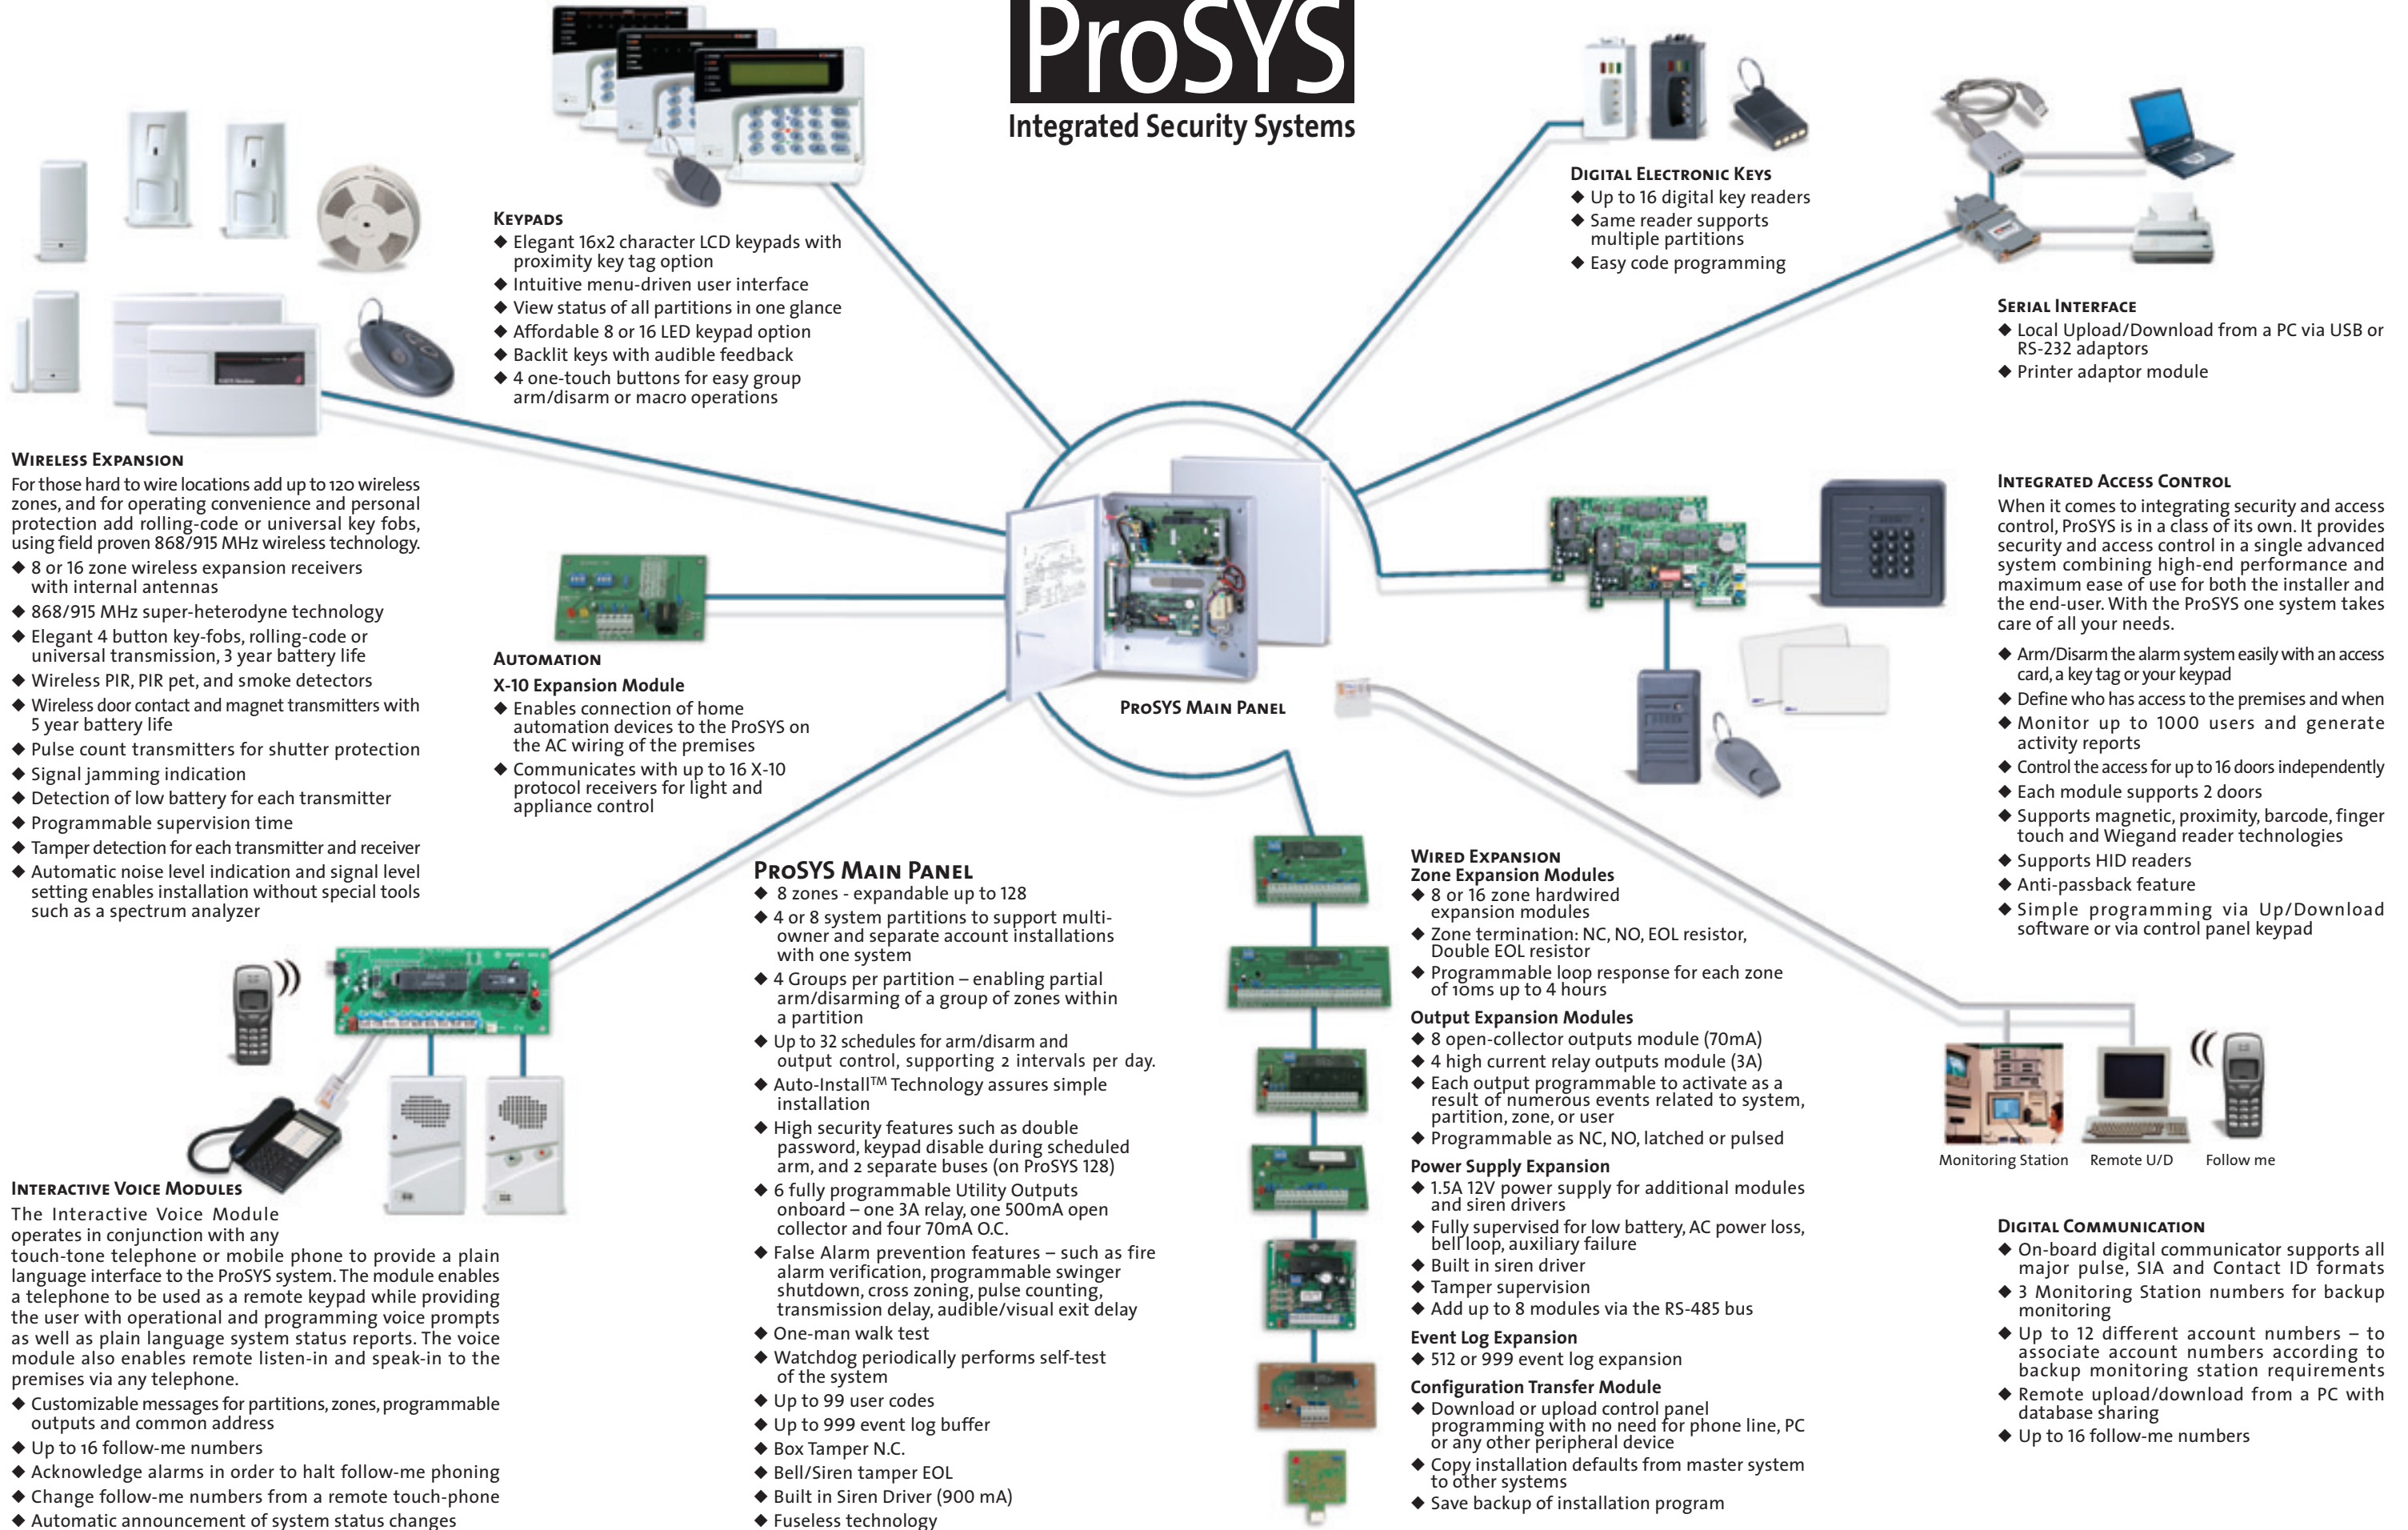 ProSYS
Integrated Security Systems
KEYPADS
◆ Elegant 16x2 character LCD keypads with
proximity key tag option
◆ Intuitive menu-driven user interface
◆ View status of all partitions in one glance
◆ Affordable 8 or 16 LED keypad option
◆ Backlit keys with audible feedback
◆ 4 one-touch buttons for easy group
arm/disarm or macro operations
DIGITAL ELECTRONIC KEYS
◆ Up to 16 digital key readers
◆ Same reader supports
multiple partitions
◆ Easy code programming
SERIAL INTERFACE
◆ Local Upload/Download from a PC via USB or
RS-232 adaptors
◆ Printer adaptor module
WIRELESS EXPANSION
For those hard to wire locations add up to 120 wireless
zones, and for operating convenience and personal
protection add rolling-code or universal key fobs,
using field proven 868/915 MHz wireless technology.
◆ 8 or 16 zone wireless expansion receivers
with internal antennas
◆ 868/915 MHz super-heterodyne technology
◆ Elegant 4 button key-fobs, rolling-code or
universal transmission, 3 year battery life
◆ Wireless PIR, PIR pet, and smoke detectors
◆ Wireless door contact and magnet transmitters with
5 year battery life
◆ Pulse count transmitters for shutter protection
◆ Signal jamming indication
◆ Detection of low battery for each transmitter
◆ Programmable supervision time
◆ Tamper detection for each transmitter and receiver
◆ Automatic noise level indication and signal level
setting enables installation without special tools
such as a spectrum analyzer
AUTOMATION
X-10 Expansion Module
◆ Enables connection of home
automation devices to the ProSYS on
the AC wiring of the premises
◆ Communicates with up to 16 X-10
protocol receivers for light and
appliance control
PROSYS MAIN PANEL
INTEGRATED ACCESS CONTROL
When it comes to integrating security and access
control, ProSYS is in a class of its own. It provides
security and access control in a single advanced
system combining high-end performance and
maximum ease of use for both the installer and
the end-user. With the ProSYS one system takes
care of all your needs.
◆ Arm/Disarm the alarm system easily with an access
card, a key tag or your keypad
◆ Define who has access to the premises and when
◆ Monitor up to 1000 users and generate
activity reports
◆ Control the access for up to 16 doors independently
◆ Each module supports 2 doors
◆ Supports magnetic, proximity, barcode, finger
touch and Wiegand reader technologies
◆ Supports HID readers
◆ Anti-passback feature
◆ Simple programming via Up/Download
software or via control panel keypad
INTERACTIVE VOICE MODULES
The Interactive Voice Module
operates in conjunction with any
touch-tone telephone or mobile phone to provide a plain
language interface to the ProSYS system. The module enables
a telephone to be used as a remote keypad while providing
the user with operational and programming voice prompts
as well as plain language system status reports. The voice
module also enables remote listen-in and speak-in to the
premises via any telephone.
◆ Customizable messages for partitions, zones, programmable
outputs and common address
◆ Up to 16 follow-me numbers
◆ Acknowledge alarms in order to halt follow-me phoning
◆ Change follow-me numbers from a remote touch-phone
◆ Automatic announcement of system status changes
PROSYS MAIN PANEL
◆ 8 zones - expandable up to 128
◆ 4 or 8 system partitions to support multi-
owner and separate account installations
with one system
◆ 4 Groups per partition – enabling partial
arm/disarming of a group of zones within
a partition
◆ Up to 32 schedules for arm/disarm and
output control, supporting 2 intervals per day.
◆ Auto-Install™ Technology assures simple
installation
◆ High security features such as double
password, keypad disable during scheduled
arm, and 2 separate buses (on ProSYS 128)
◆ 6 fully programmable Utility Outputs
onboard – one 3A relay, one 500mA open
collector and four 70mA O.C.
◆ False Alarm prevention features – such as fire
alarm verification, programmable swinger
shutdown, cross zoning, pulse counting,
transmission delay, audible/visual exit delay
◆ One-man walk test
◆ Watchdog periodically performs self-test
of the system
◆ Up to 99 user codes
◆ Up to 999 event log buffer
◆ Box Tamper N.C.
◆ Bell/Siren tamper EOL
◆ Built in Siren Driver (900 mA)
◆ Fuseless technology
WIRED EXPANSION
Zone Expansion Modules
◆ 8 or 16 zone hardwired
expansion modules
◆ Zone termination: NC, NO, EOL resistor,
Double EOL resistor
◆ Programmable loop response for each zone
of 10ms up to 4 hours
Output Expansion Modules
◆ 8 open-collector outputs module (70mA)
◆ 4 high current relay outputs module (3A)
◆ Each output programmable to activate as a
result of numerous events related to system,
partition, zone, or user
◆ Programmable as NC, NO, latched or pulsed
Power Supply Expansion
◆ 1.5A 12V power supply for additional modules
and siren drivers
◆ Fully supervised for low battery, AC power loss,
bell loop, auxiliary failure
◆ Built in siren driver
◆ Tamper supervision
◆ Add up to 8 modules via the RS-485 bus
Event Log Expansion
◆ 512 or 999 event log expansion
Configuration Transfer Module
◆ Download or upload control panel
programming with no need for phone line, PC
or any other peripheral device
◆ Copy installation defaults from master system
to other systems
◆ Save backup of installation program
Monitoring Station
Remote U/D
Follow me
DIGITAL COMMUNICATION
◆ On-board digital communicator supports all
major pulse, SIA and Contact ID formats
◆ 3 Monitoring Station numbers for backup
monitoring
◆ Up to 12 different account numbers – to
associate account numbers according to
backup monitoring station requirements
◆ Remote upload/download from a PC with
database sharing
◆ Up to 16 follow-me numbers